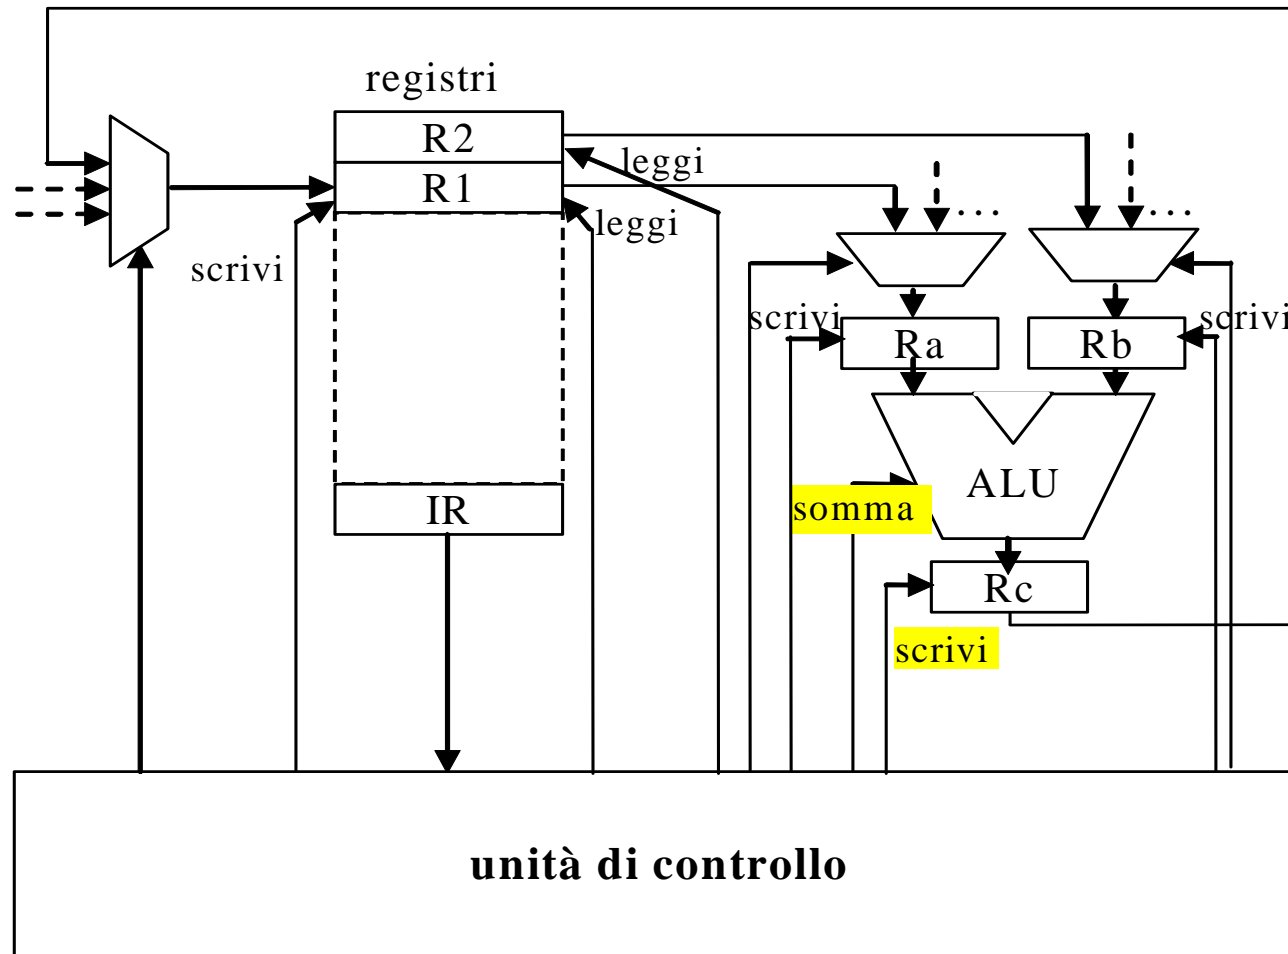 registri
R2
leggi
R1
leggi
scrivi
...
...
scrivi
Ra
Rb
scrivi
ALU
somma
IR
Rc
scrivi
unità di controllo